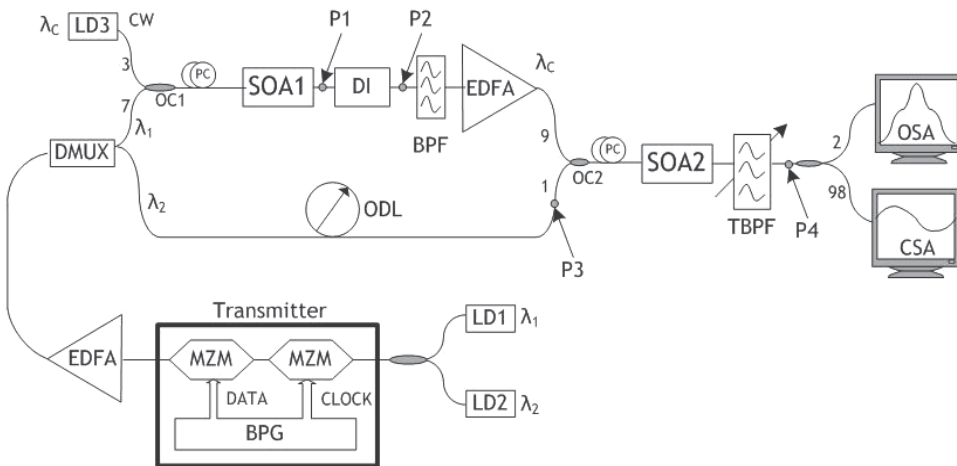 λC LD3 CW
P1
P2
3
PC
SOA1
DI
BPF
EDFA
λC
OC1
7
λ1
DMUX
9
PC
OC2
SOA2
TBPF
2
OSA
98
P4
CSA
1
λ2
ODL
P3
Transmitter
EDFA
MZM
MZM
DATA
CLOCK
BPG
LD1 λ1
LD2 λ2